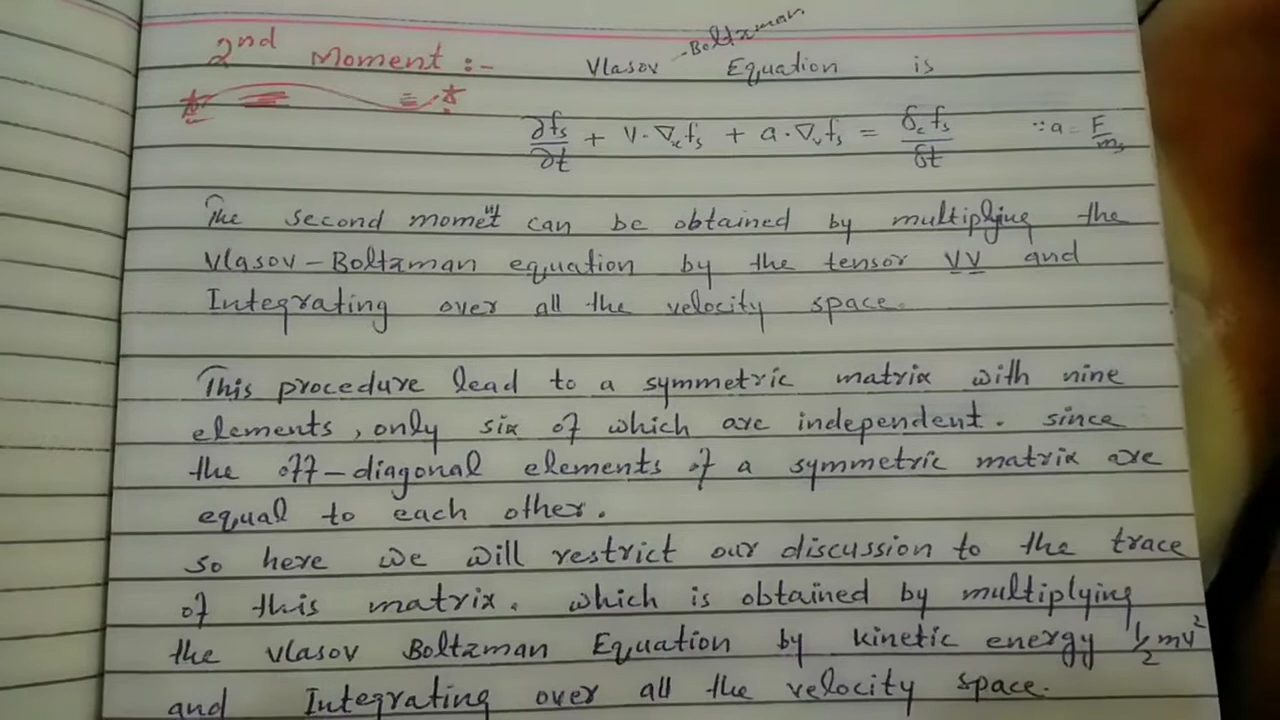 2nd Moment :- Vlasov -Boltzman Equation is
∂fs/∂t + V·∇x fs + a·∇v fs = δc fs/δt ∵ a = F/ms
The second moment can be obtained by multiplying the
Vlasov-Boltzman equation by the tensor VV and
Integrating over all the velocity space.
This procedure lead to a symmetric matrix with nine
elements, only six of which are independent. since
the off-diagonal elements of a symmetric matrix are
equal to each other.
so here we will restrict our discussion to the trace
of this matrix. which is obtained by multiplying
the Vlasov Boltzman Equation by kinetic energy 1/2 mv²
and Integrating over all the velocity space.